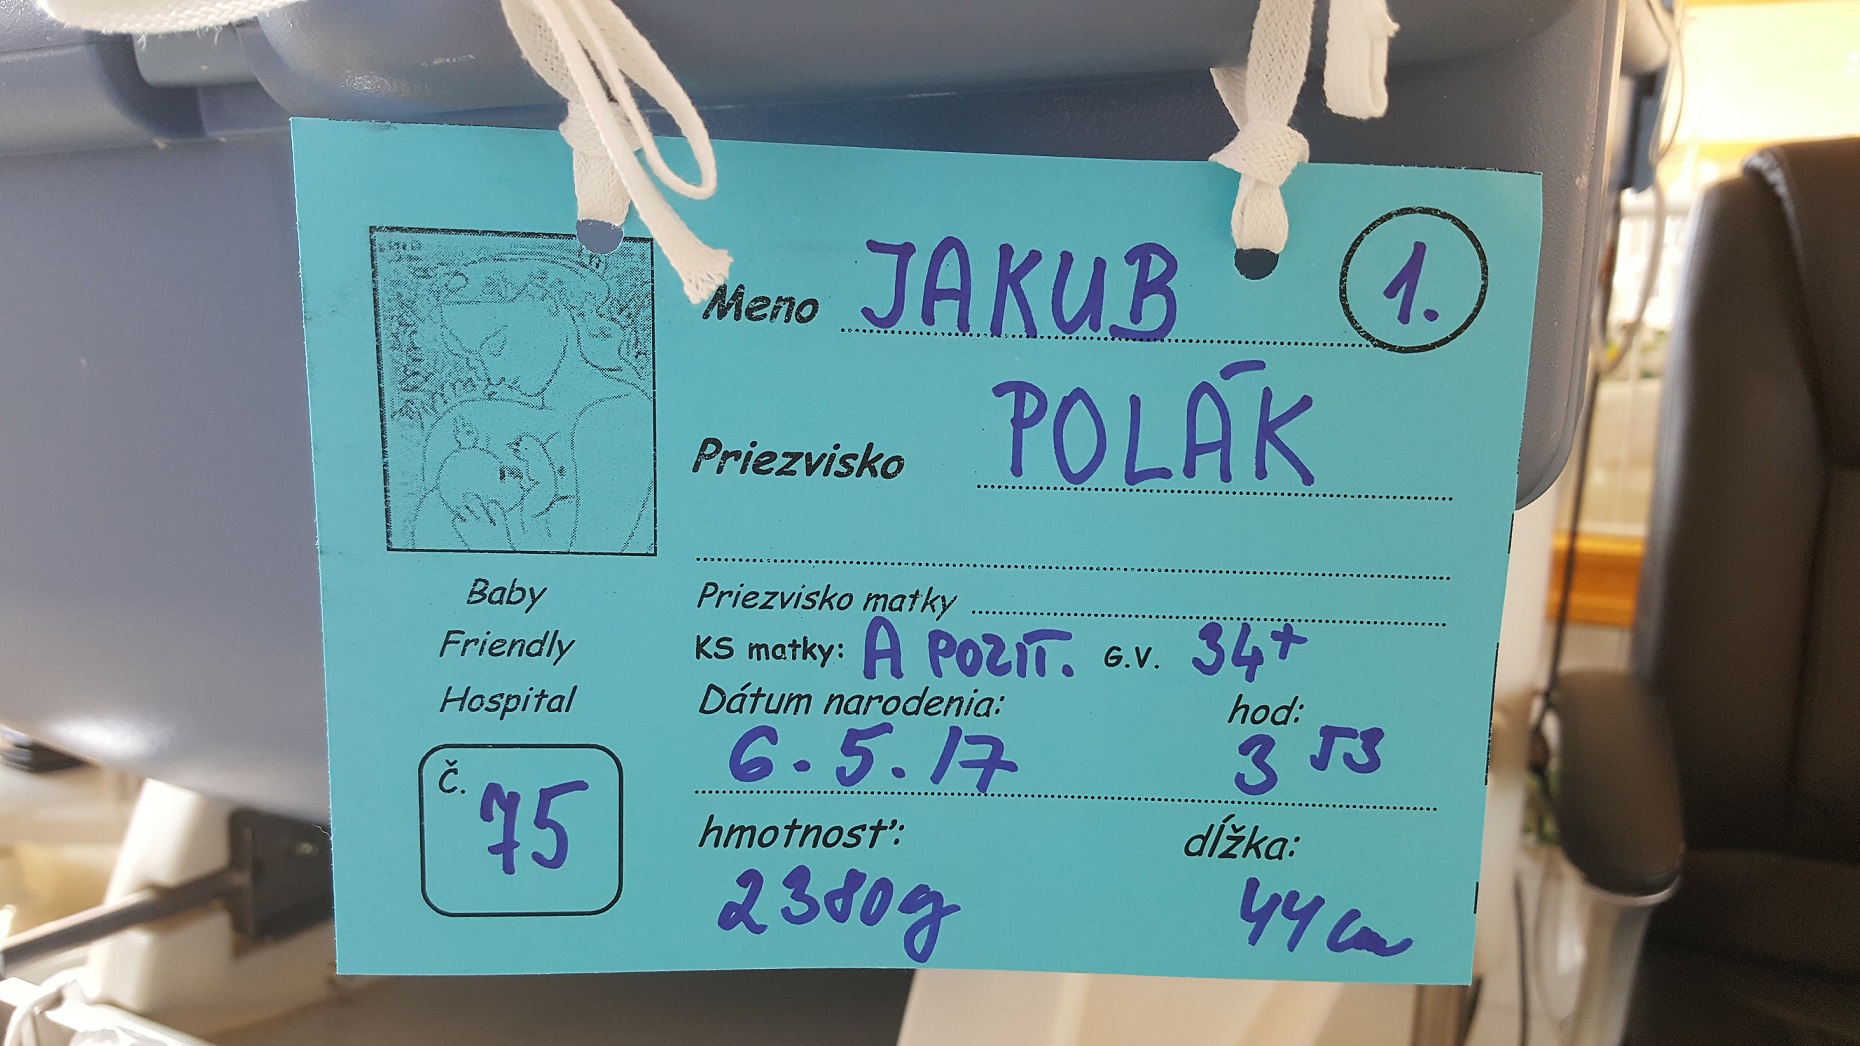 Meno JAKUB 1.
Priezvisko POLÁK
Priezvisko matky
KS matky: A POZIT. G.V. 34+
Dátum narodenia: hod:
6.5.17 3 53
hmotnosť: dĺžka:
2380g 44 cm
Baby
Friendly
Hospital
Č. 75